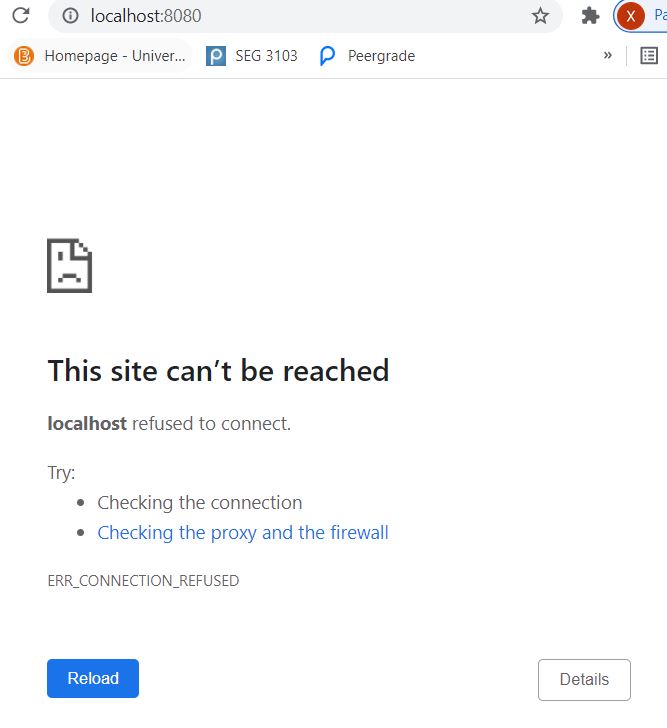 localhost:8080
X Pa
Homepage - Univer... SEG 3103 Peergrade »
This site can't be reached
localhost refused to connect.
Try:
• Checking the connection
• Checking the proxy and the firewall
ERR_CONNECTION_REFUSED
Reload Details